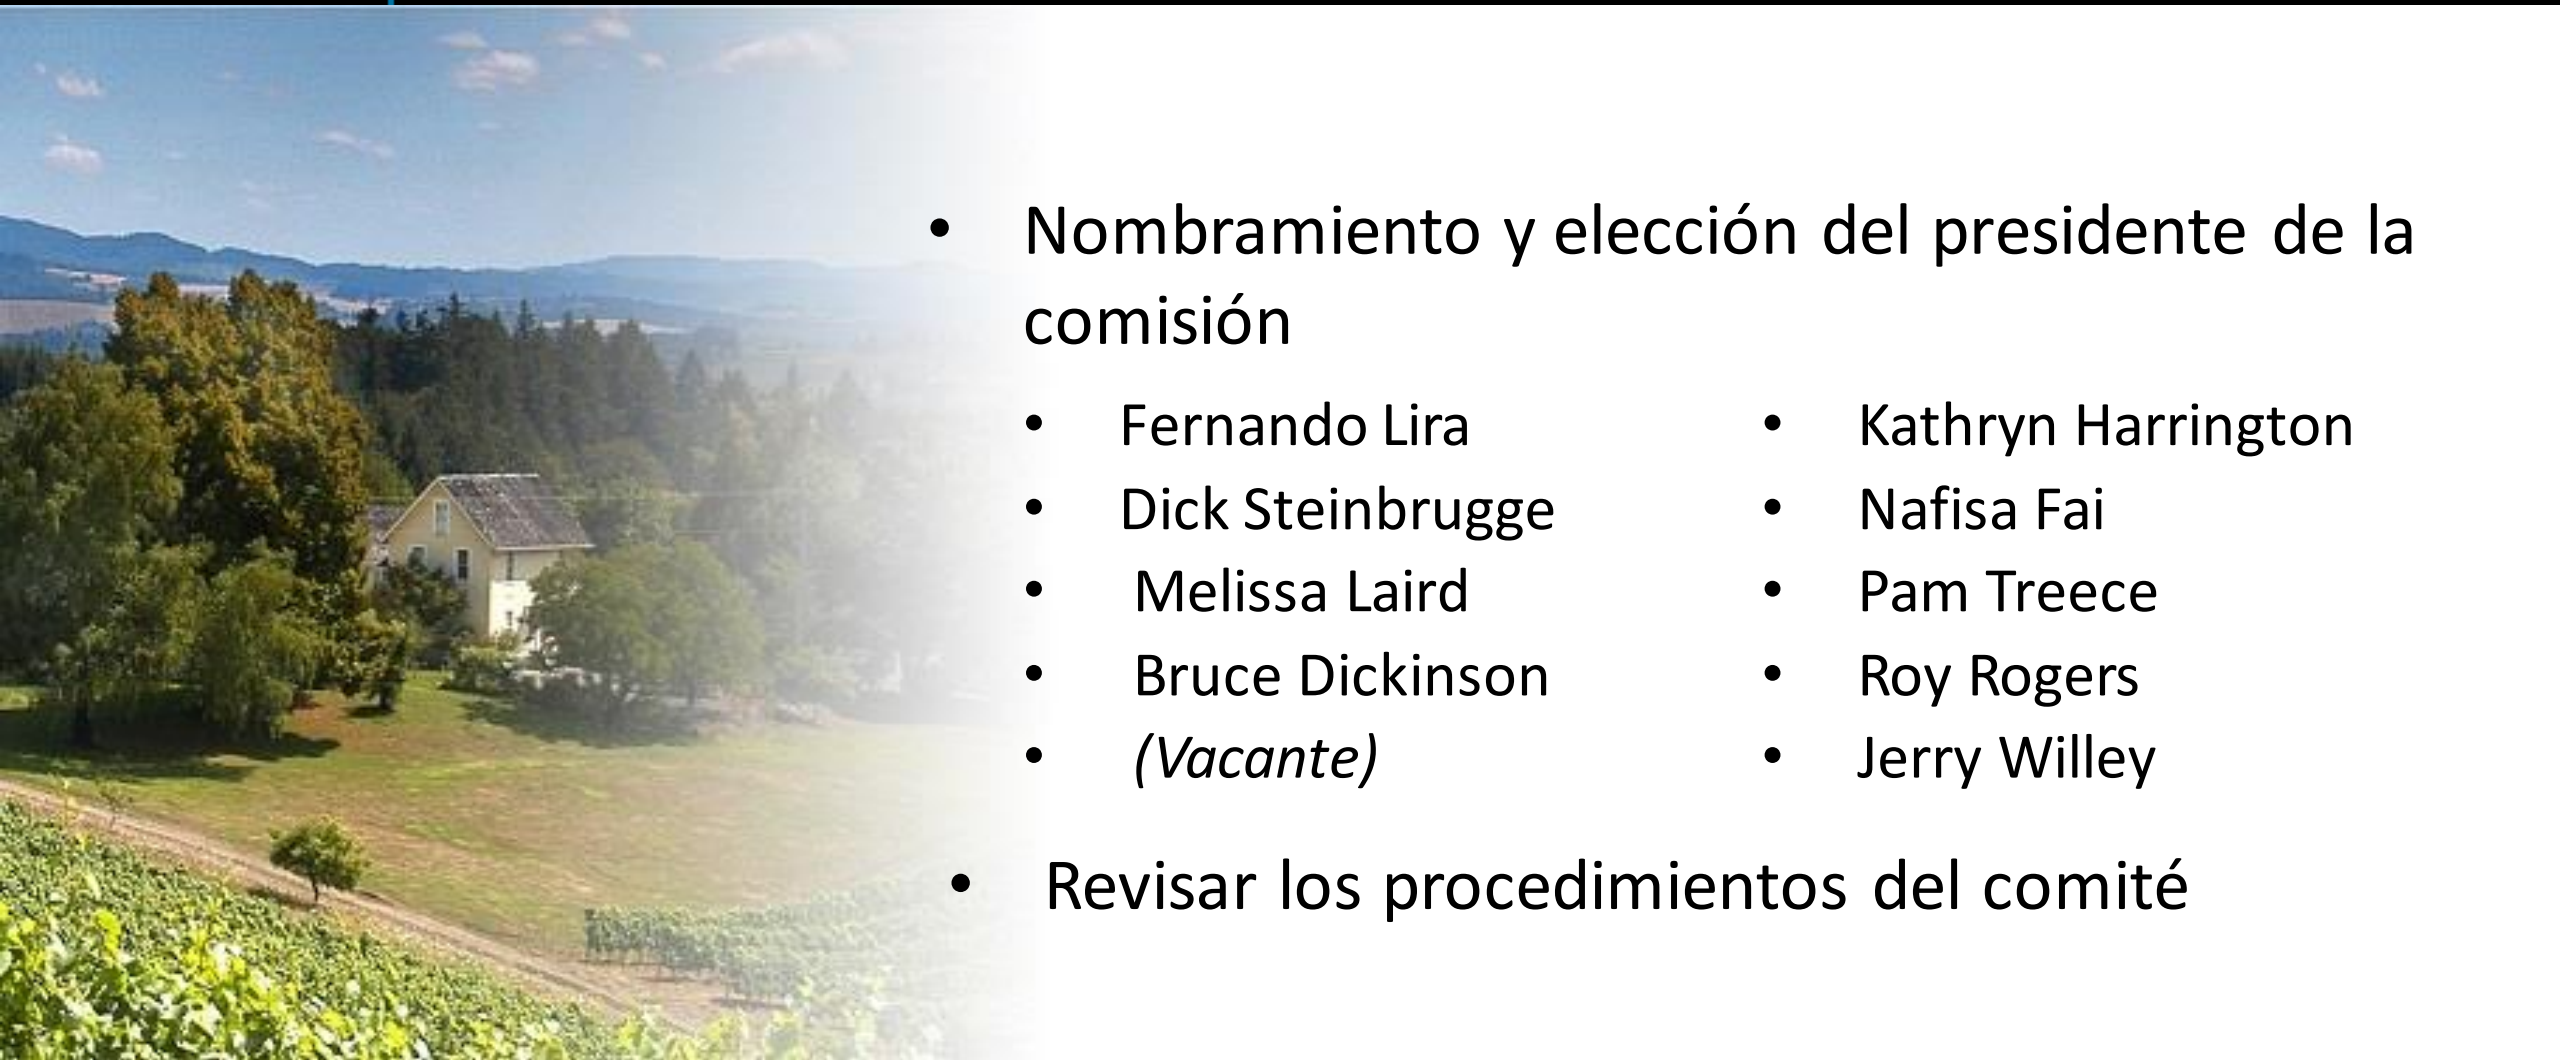 • Nombramiento y elección del presidente de la
comisión
• Fernando Lira
• Dick Steinbrugge
• Melissa Laird
• Bruce Dickinson
• (Vacante)
• Kathryn Harrington
• Nafisa Fai
• Pam Treece
• Roy Rogers
• Jerry Willey
• Revisar los procedimientos del comité